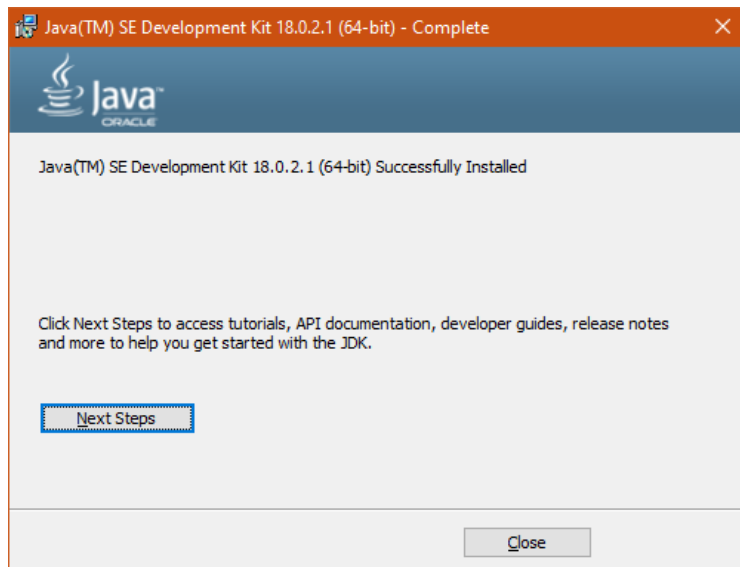 Java(TM) SE Development Kit 18.0.2.1 (64-bit) - Complete
Java™
ORACLE
Java(TM) SE Development Kit 18.0.2.1 (64-bit) Successfully Installed
Click Next Steps to access tutorials, API documentation, developer guides, release notes
and more to help you get started with the JDK.
Next Steps
Close